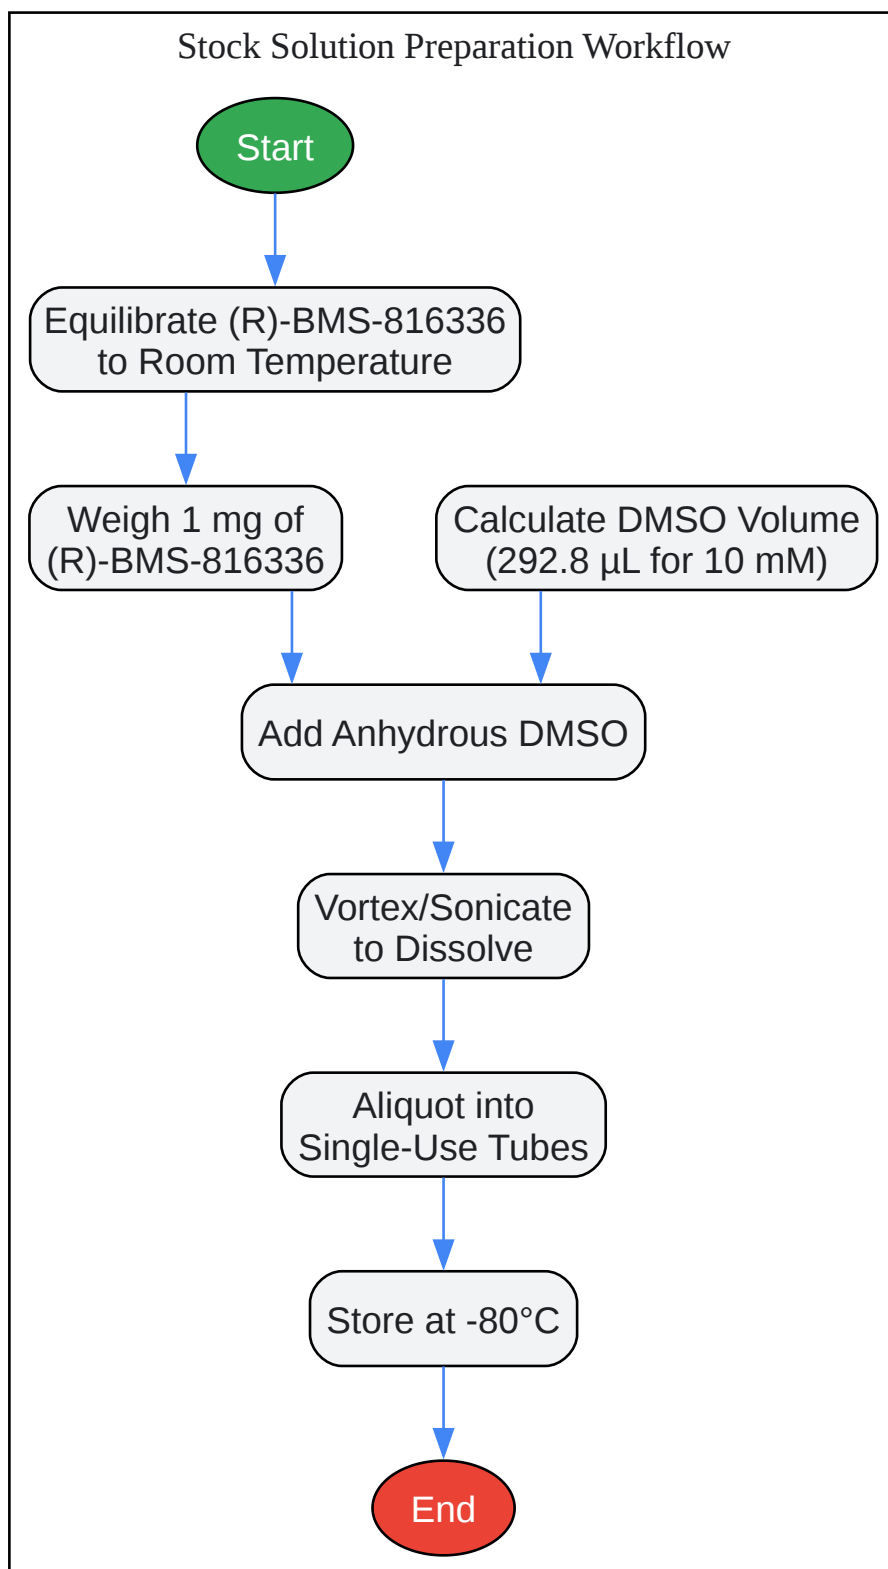 Stock Solution Preparation Workflow
Start
Equilibrate (R)-BMS-816336
to Room Temperature
Weigh 1 mg of
(R)-BMS-816336
Calculate DMSO Volume
(292.8 µL for 10 mM)
Add Anhydrous DMSO
Vortex/Sonicate
to Dissolve
Aliquot into
Single-Use Tubes
Store at -80°C
End